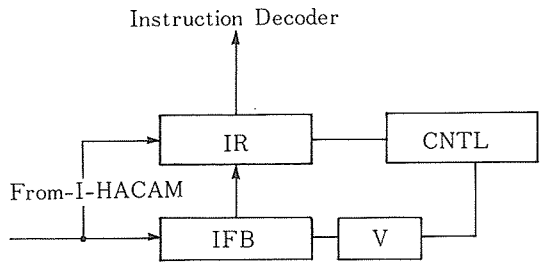 Instruction Decoder
IR
CNTL
From-I-HACAM
IFB
V